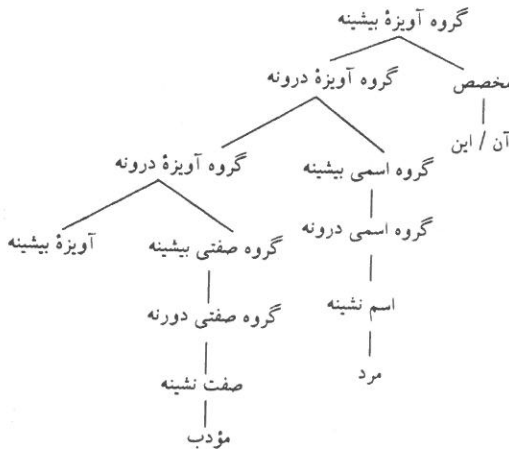 گروه آویزهٔ بیشینه
مخصص
گروه آویزهٔ درونه
آن / این
گروه اسمی بیشینه
گروه آویزهٔ درونه
گروه اسمی درونه
گروه صفتی بیشینه
آویزهٔ بیشینه
اسم نشینه
گروه صفتی دورنه
مرد
صفت نشینه
مؤدب